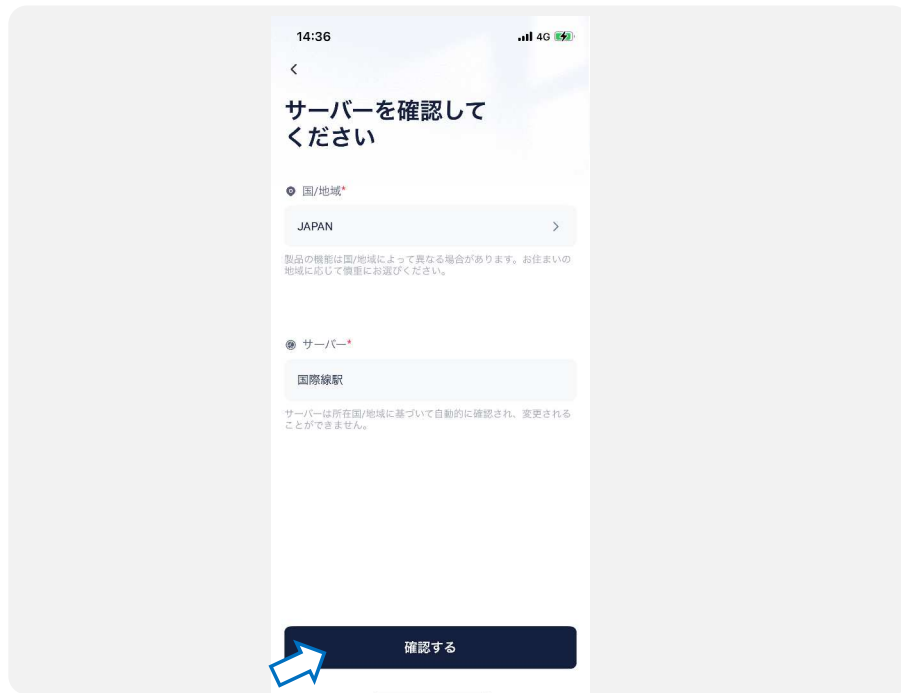 14:36
4G
サーバーを確認して
ください
国/地域*
JAPAN
製品の機能は国/地域によって異なる場合があります。お住まいの
地域に応じて慎重にお選びください。
サーバー*
国際線駅
サーバーは所在国/地域に基づいて自動的に確認され、変更される
ことができません。
確認する